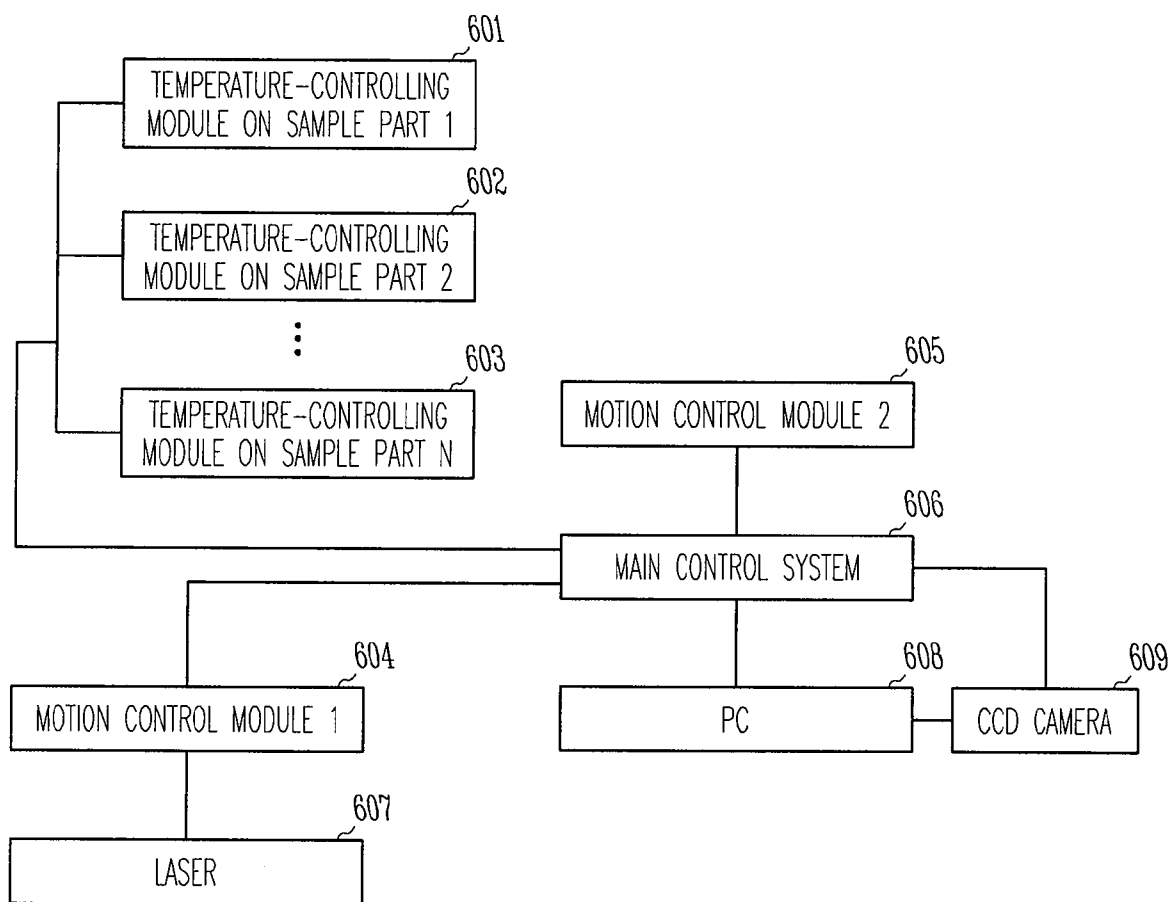 601
TEMPERATURE-CONTROLLING
MODULE ON SAMPLE PART 1
602
TEMPERATURE-CONTROLLING
MODULE ON SAMPLE PART 2
603
TEMPERATURE-CONTROLLING
MODULE ON SAMPLE PART N
605
MOTION CONTROL MODULE 2
606
MAIN CONTROL SYSTEM
604
MOTION CONTROL MODULE 1
608
PC
609
CCD CAMERA
607
LASER